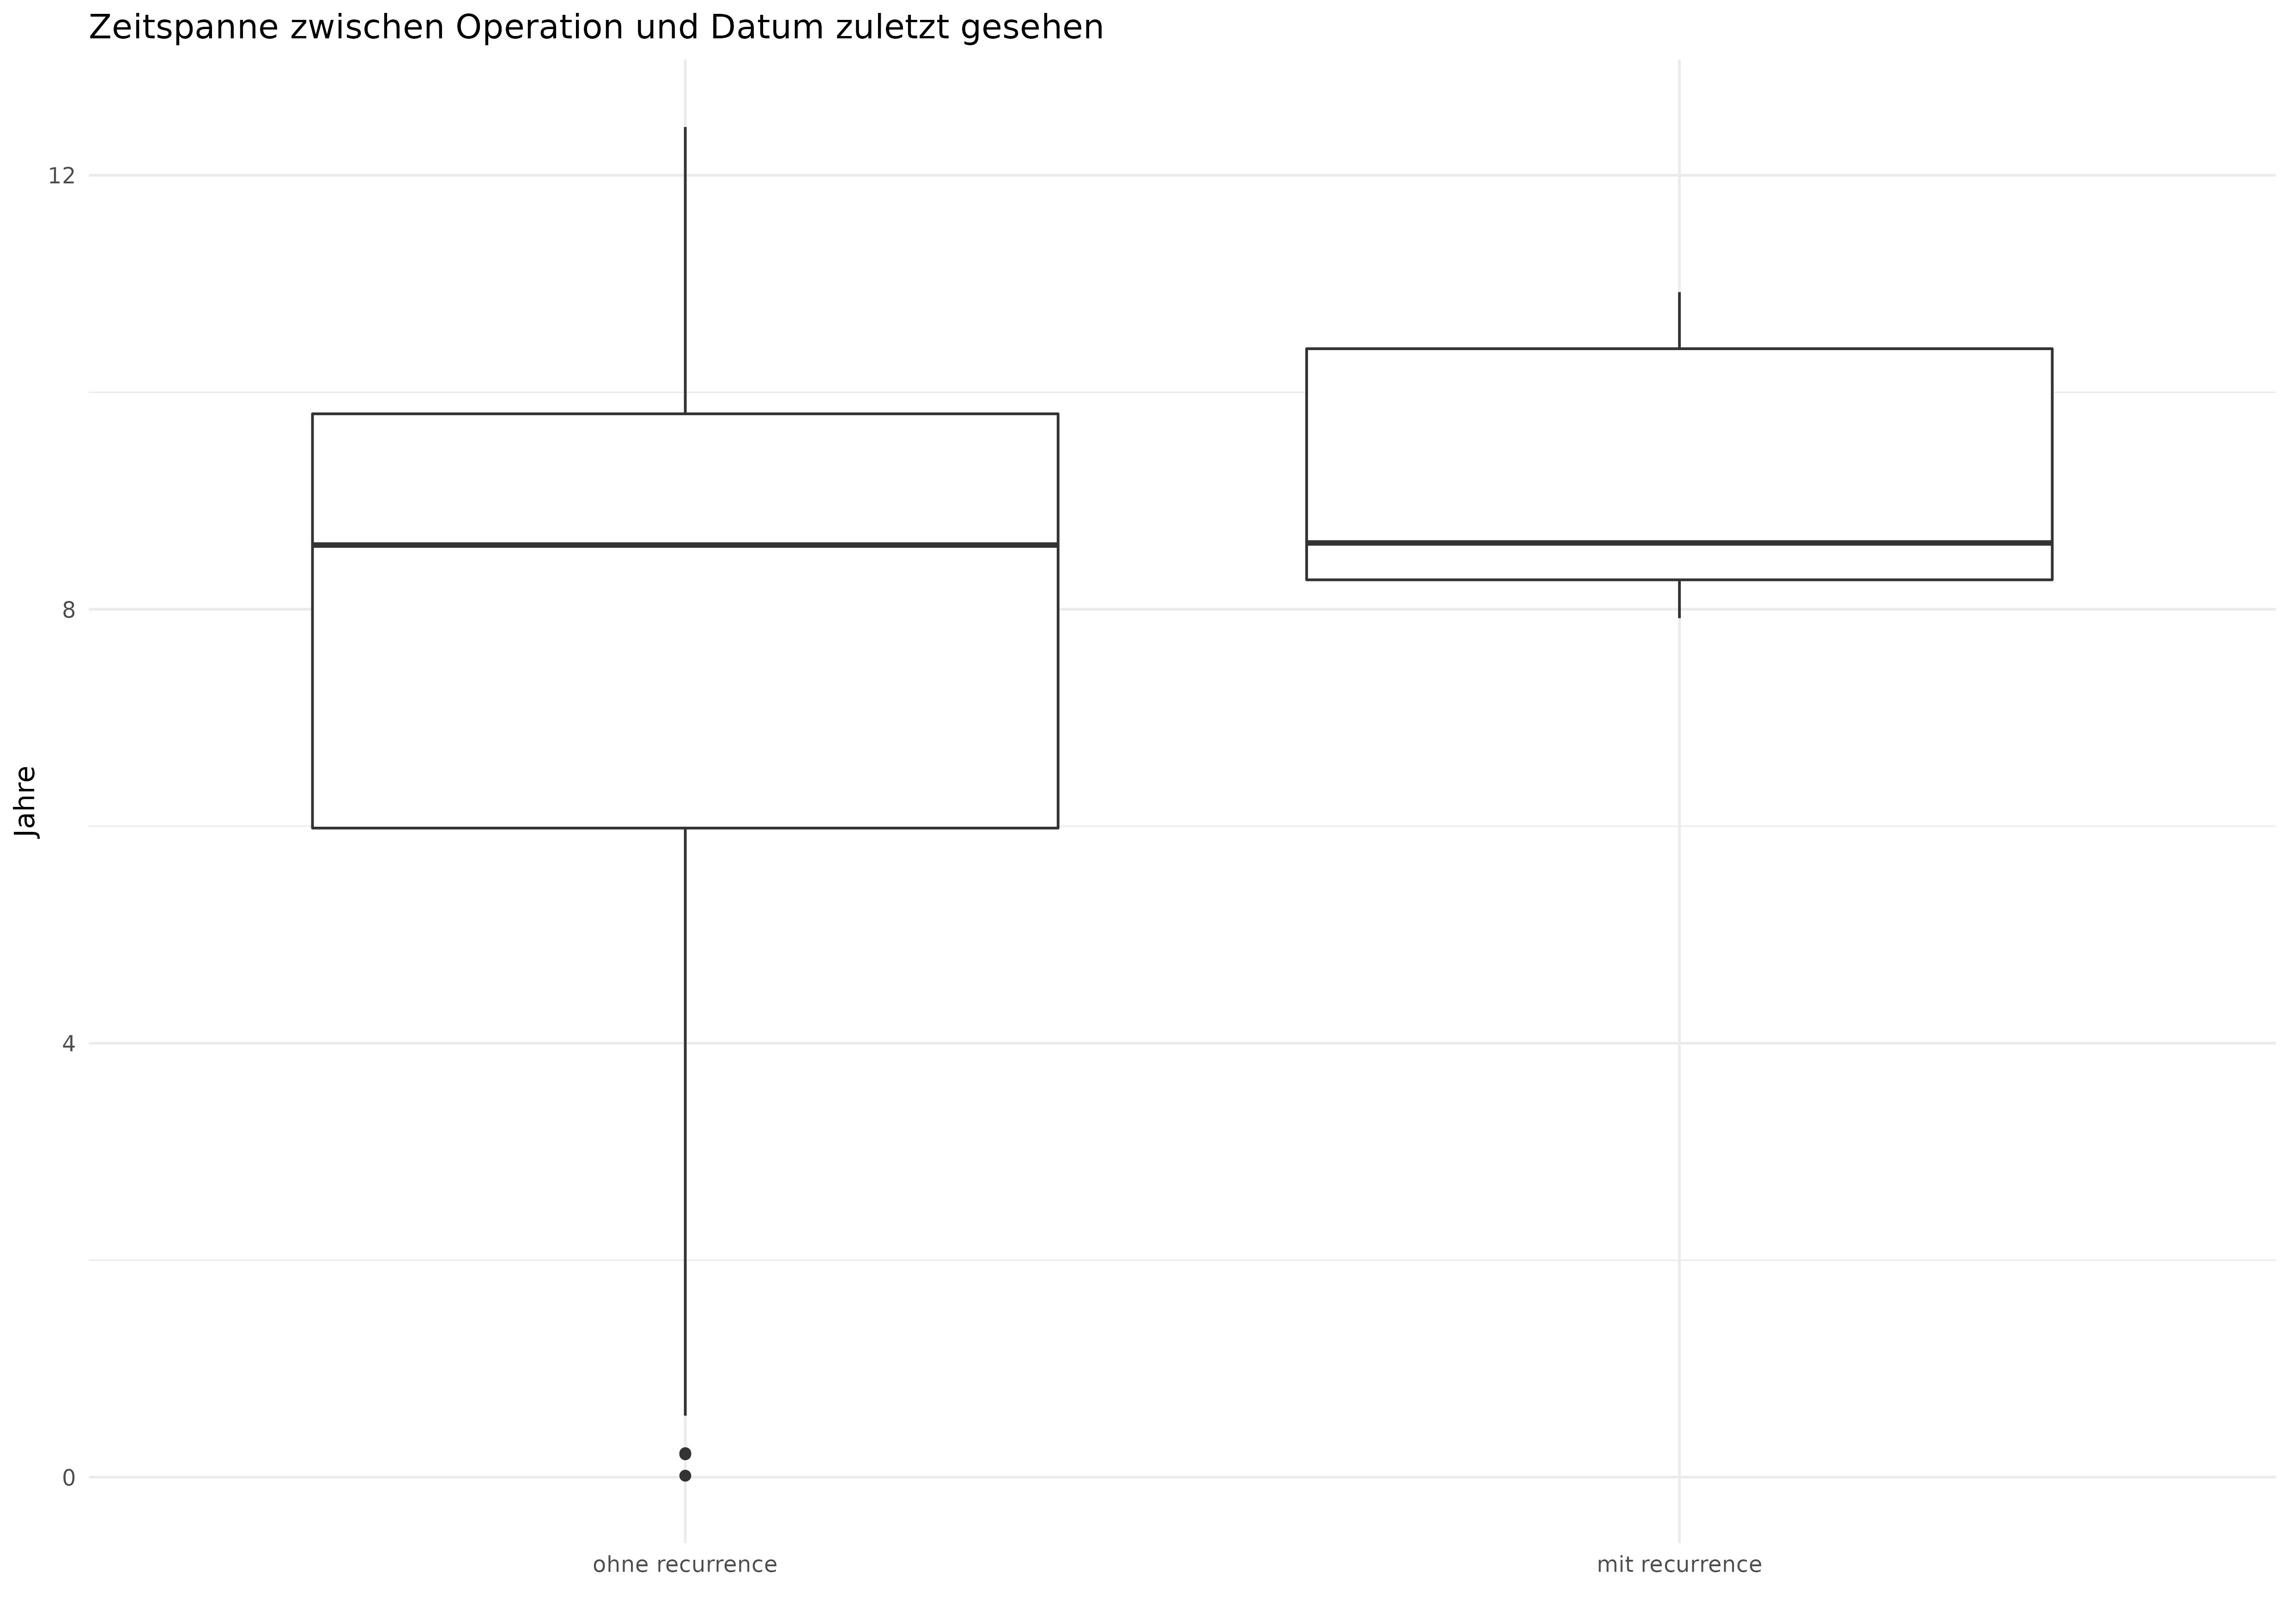 Zeitspanne zwischen Operation und Datum zuletzt gesehen
12
8
4
0
Jahre
ohne recurrence
mit recurrence